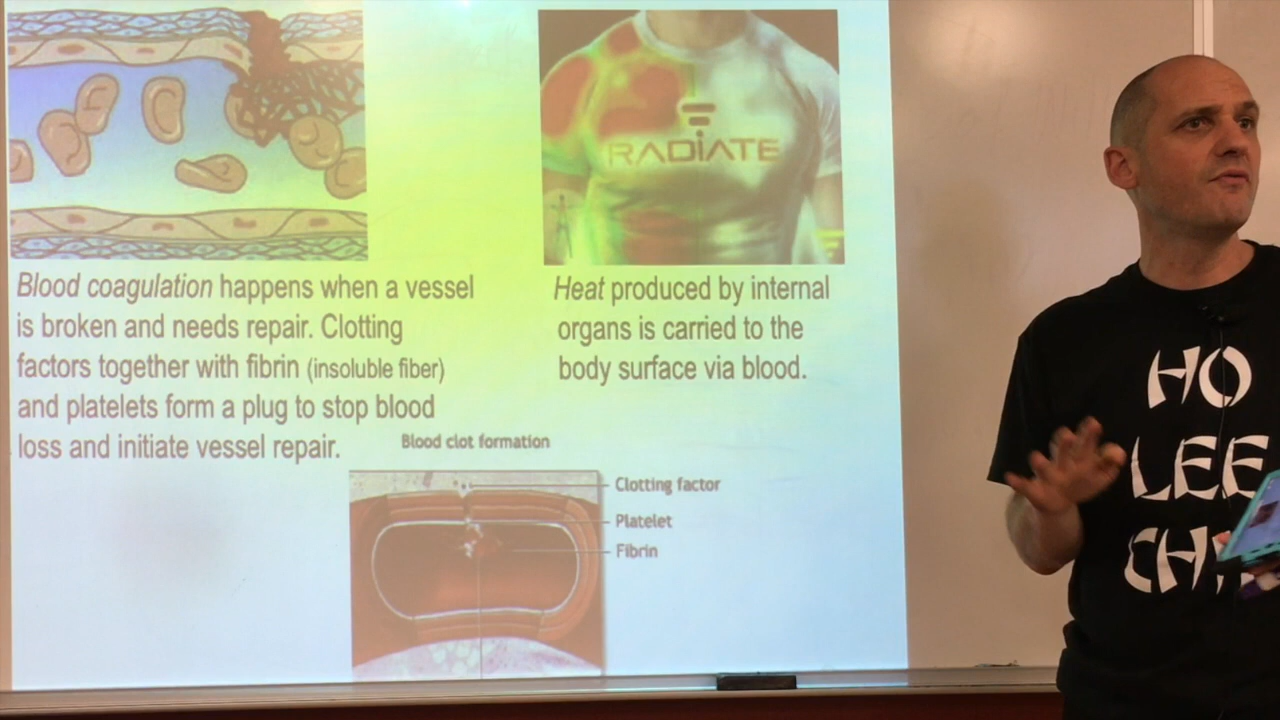 RADIATE
Blood coagulation happens when a vessel
is broken and needs repair. Clotting
factors together with fibrin (insoluble fiber)
and platelets form a plug to stop blood
loss and initiate vessel repair.
Heat produced by internal
organs is carried to the
body surface via blood.
Blood clot formation
Clotting factor
Platelet
Fibrin
HO
LEE